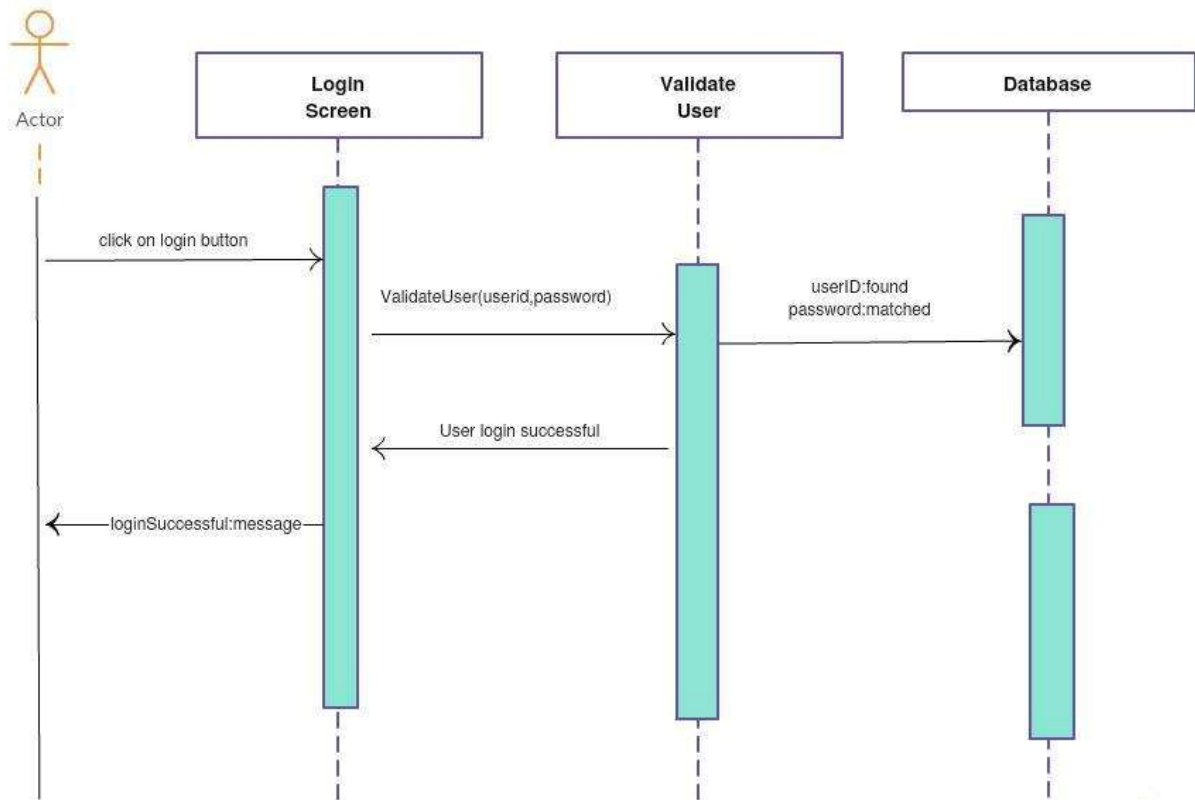 Actor
Login
Screen
Validate
User
Database
click on login button
ValidateUser(userid,password)
userID:found
password:matched
User login successful
loginSuccessful:message